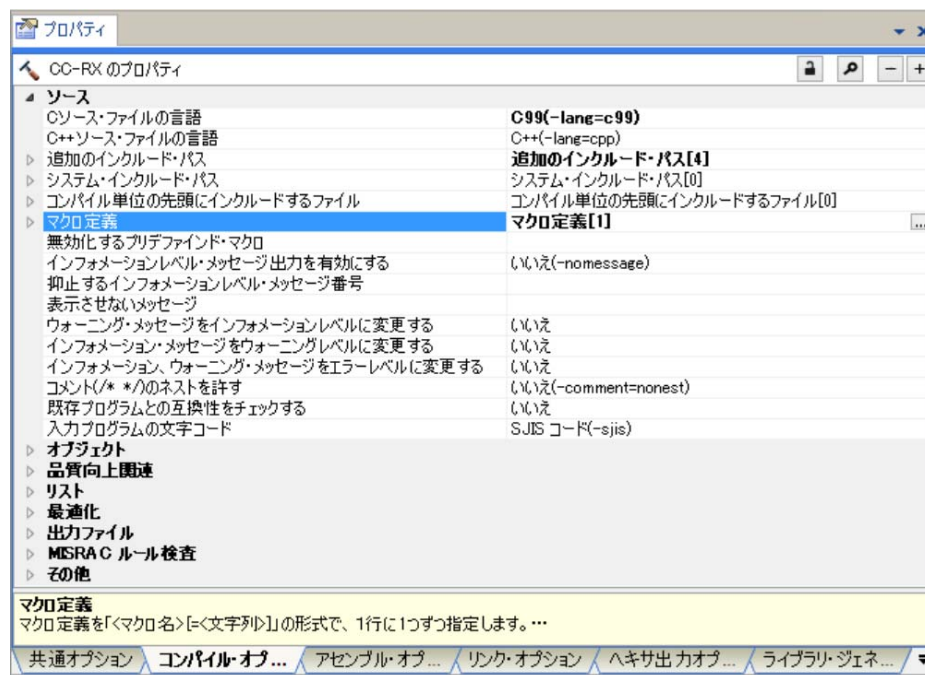 プロパティ
CC-RX のプロパティ
ソース
Cソース・ファイルの言語 C99(-lang=c99)
C++ソース・ファイルの言語 C++(-lang=cpp)
追加のインクルード・パス 追加のインクルード・パス[4]
システム・インクルード・パス システム・インクルード・パス[0]
コンパイル単位の先頭にインクルードするファイル コンパイル単位の先頭にインクルードするファイル[0]
マクロ定義 マクロ定義[1] ...
無効化するプリデファインド・マクロ
インフォメーションレベル・メッセージ出力を有効にする いいえ(-nomessage)
抑止するインフォメーションレベル・メッセージ番号
表示させないメッセージ
ウォーニング・メッセージをインフォメーションレベルに変更する いいえ
インフォメーション・メッセージをウォーニングレベルに変更する いいえ
インフォメーション、ウォーニング・メッセージをエラーレベルに変更する いいえ
コメント(/* */)のネストを許す いいえ(-comment=nonest)
既存プログラムとの互換性をチェックする いいえ
入力プログラムの文字コード SJIS コード(-sjis)
オブジェクト
品質向上関連
リスト
最適化
出力ファイル
MISRA C ルール検査
その他
マクロ定義
マクロ定義を「<マクロ名>[=<文字列>]」の形式で、1行に1つずつ指定します。…
共通オプション コンパイル・オプ... アセンブル・オプ... リンク・オプション ヘキサ出力オプ... ライブラリ・ジェネ...